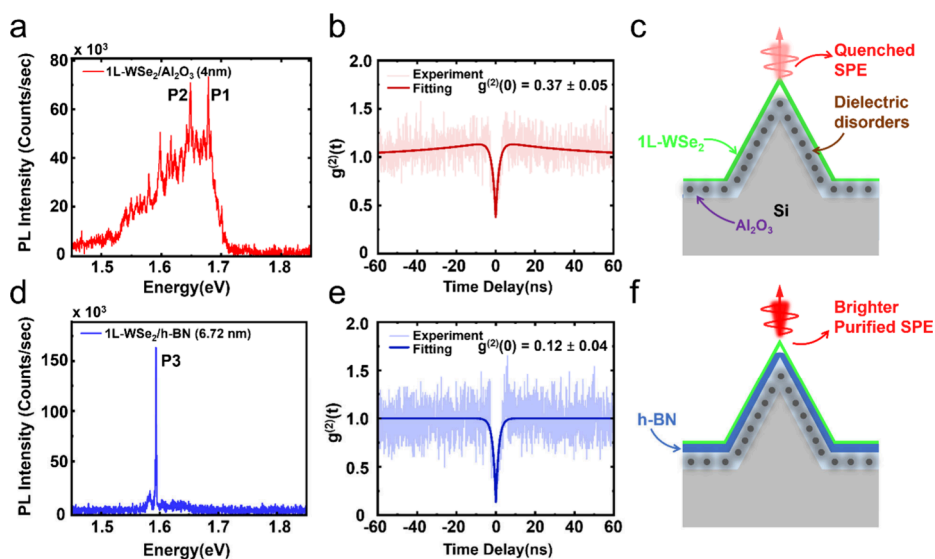 a
× 10³
PL Intensity (Counts/sec)
80
60
40
20
0
1L-WSe₂/Al₂O₃ (4nm)
P2 P1
1.5 1.6 1.7 1.8
Energy(eV)
b
g⁽²⁾(t)
2.0
1.5
1.0
0.5
0.0
Experiment
Fitting
g⁽²⁾(0) = 0.37 ± 0.05
-60 -40 -20 0 20 40 60
Time Delay(ns)
c
Quenched
SPE
Dielectric
disorders
1L-WSe₂
Si
Al₂O₃
d
× 10³
PL Intensity (Counts/sec)
150
100
50
0
1L-WSe₂/h-BN (6.72 nm)
P3
1.5 1.6 1.7 1.8
Energy(eV)
e
g⁽²⁾(t)
2.0
1.5
1.0
0.5
0.0
Experiment
Fitting
g⁽²⁾(0) = 0.12 ± 0.04
-60 -40 -20 0 20 40 60
Time Delay(ns)
f
Brighter
Purified SPE
h-BN